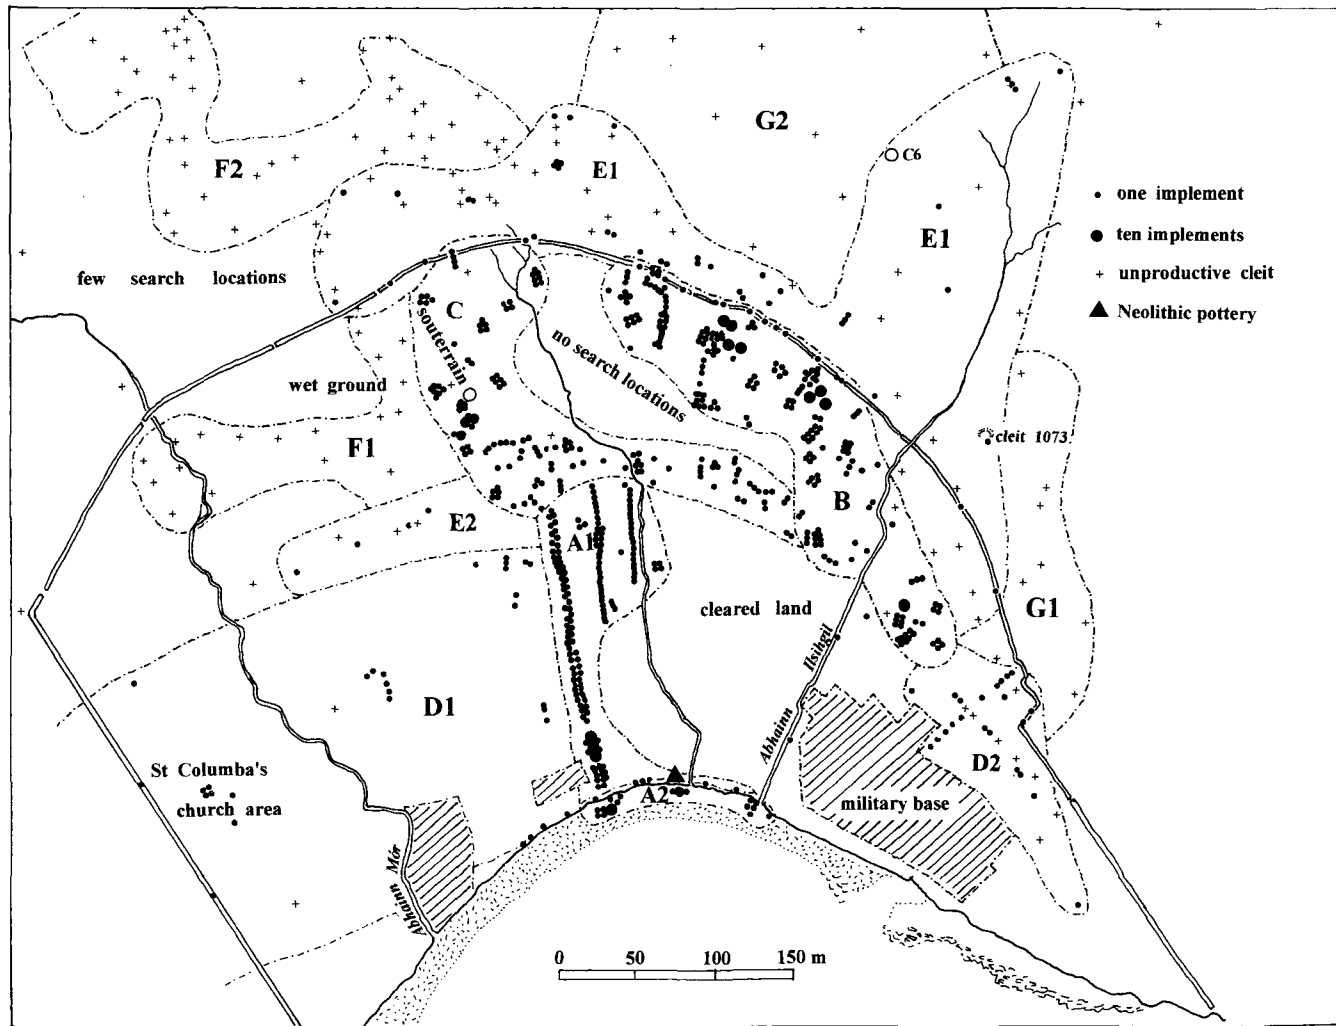 G2
F2
E1
C6
E1
few search locations
one implement
ten implements
unproductive cleit
Neolithic pottery
C
souterrain
no search locations
wet ground
F1
cleit 1073
B
E2
A1
cleared land
G1
Abhainn Ilsihgil
D1
St Columba's
church area
A2
D2
military base
Abhainn Mór
0 50 100 150 m